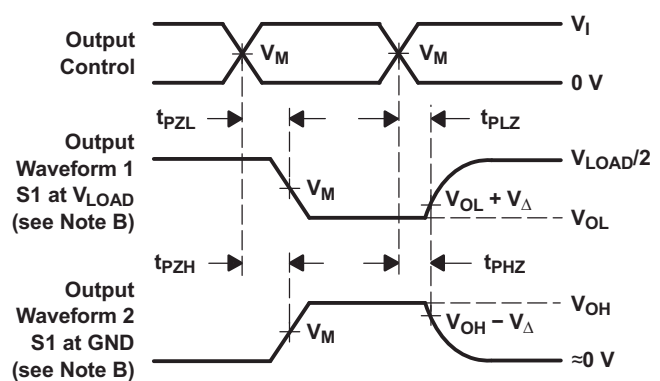 Output
Control
V_I
V_M
V_M
0 V
t_PZL
t_PLZ
Output
Waveform 1
S1 at V_LOAD
(see Note B)
V_LOAD/2
V_M
V_OL + V_Δ
V_OL
t_PZH
t_PHZ
Output
Waveform 2
S1 at GND
(see Note B)
V_OH
V_M
V_OH − V_Δ
≈0 V